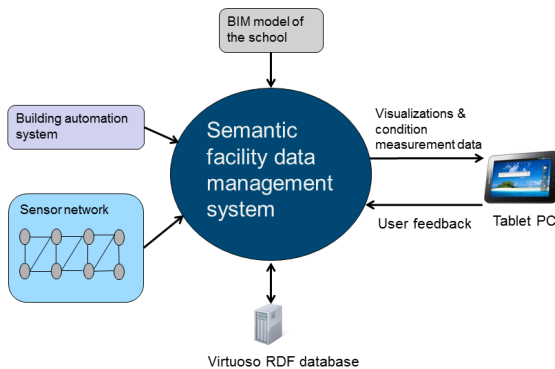 BIM model of
the school
Building automation
system
Semantic
facility data
management
system
Visualizations &
condition
measurement data
Sensor network
User feedback
Tablet PC
Virtuoso RDF database